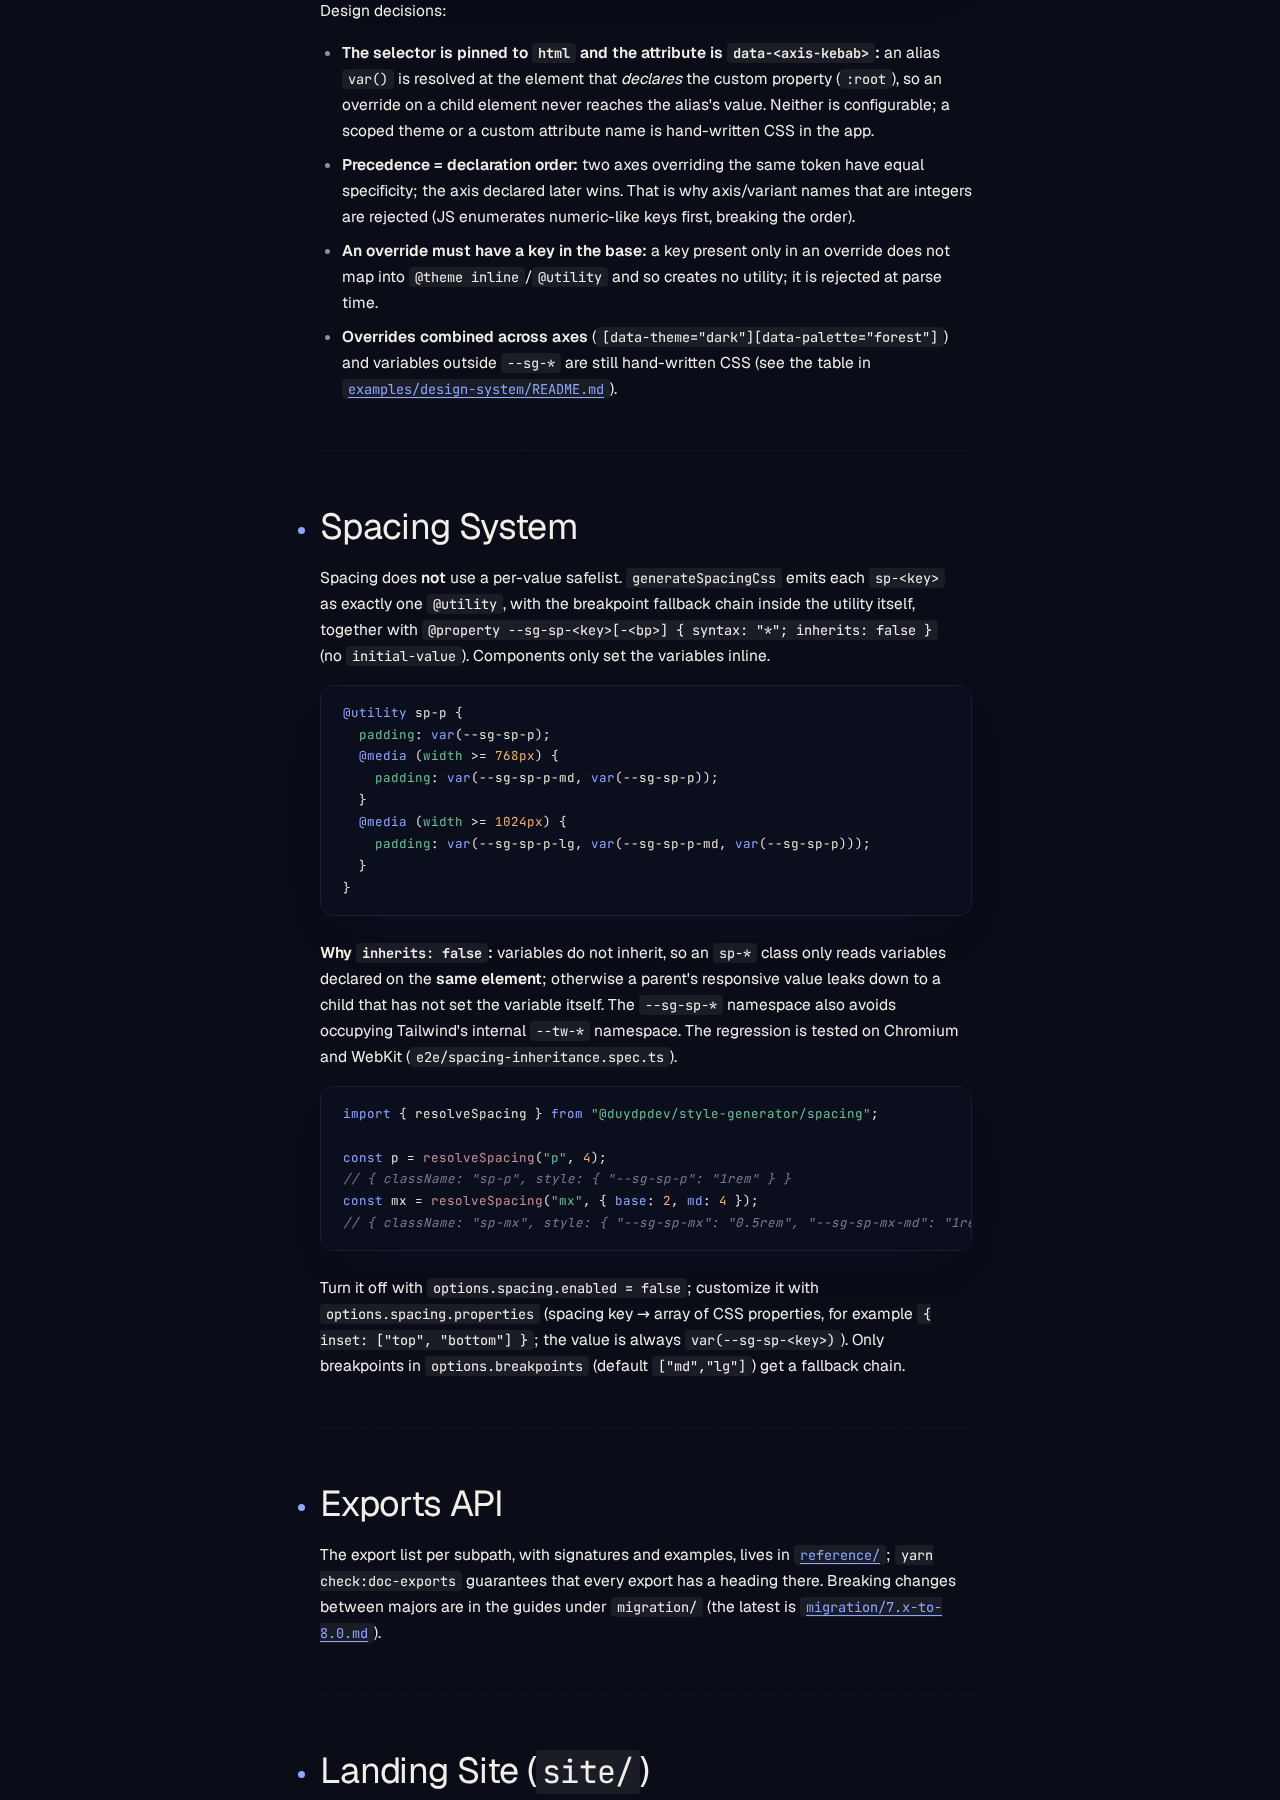 Design decisions:
• The selector is pinned to html and the attribute is data-<axis-kebab>: an alias
var() is resolved at the element that declares the custom property (:root), so an
override on a child element never reaches the alias's value. Neither is configurable; a
scoped theme or a custom attribute name is hand-written CSS in the app.
• Precedence = declaration order: two axes overriding the same token have equal
specificity; the axis declared later wins. That is why axis/variant names that are integers
are rejected (JS enumerates numeric-like keys first, breaking the order).
• An override must have a key in the base: a key present only in an override does not
map into @theme inline/@utility and so creates no utility; it is rejected at parse
time.
• Overrides combined across axes ([data-theme="dark"][data-palette="forest"])
and variables outside --sg-* are still hand-written CSS (see the table in
examples/design-system/README.md).
Spacing System
Spacing does not use a per-value safelist. generateSpacingCss emits each sp-<key>
as exactly one @utility, with the breakpoint fallback chain inside the utility itself,
together with @property --sg-sp-<key>[-<bp>] { syntax: "*"; inherits: false }
(no initial-value). Components only set the variables inline.
@utility sp-p {
  padding: var(--sg-sp-p);
  @media (width >= 768px) {
    padding: var(--sg-sp-p-md, var(--sg-sp-p));
  }
  @media (width >= 1024px) {
    padding: var(--sg-sp-p-lg, var(--sg-sp-p-md, var(--sg-sp-p)));
  }
}
Why inherits: false: variables do not inherit, so an sp-* class only reads variables
declared on the same element; otherwise a parent's responsive value leaks down to a
child that has not set the variable itself. The --sg-sp-* namespace also avoids
occupying Tailwind's internal --tw-* namespace. The regression is tested on Chromium
and WebKit (e2e/spacing-inheritance.spec.ts).
import { resolveSpacing } from "@duydpdev/style-generator/spacing";
const p = resolveSpacing("p", 4);
// { className: "sp-p", style: { "--sg-sp-p": "1rem" } }
const mx = resolveSpacing("mx", { base: 2, md: 4 });
// { className: "sp-mx", style: { "--sg-sp-mx": "0.5rem", "--sg-sp-mx-md": "1re
Turn it off with options.spacing.enabled = false; customize it with
options.spacing.properties (spacing key → array of CSS properties, for example {
inset: ["top", "bottom"] }; the value is always var(--sg-sp-<key>)). Only
breakpoints in options.breakpoints (default ["md","lg"]) get a fallback chain.
Exports API
The export list per subpath, with signatures and examples, lives in reference/; yarn
check:doc-exports guarantees that every export has a heading there. Breaking changes
between majors are in the guides under migration/ (the latest is migration/7.x-to-
8.0.md).
Landing Site (site/)